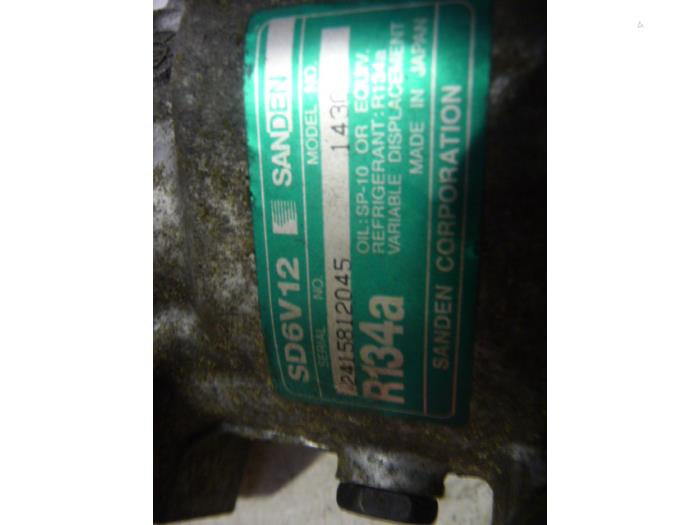 SD6V12 SANDEN
SERIAL NO. MODEL NO.
2415812045 143
R134a
OIL:SP-10 OR EQUIV.
REFRIGERANT:R134a
VARIABLE DISPLACEMENT
MADE IN JAPAN
SANDEN CORPORATION